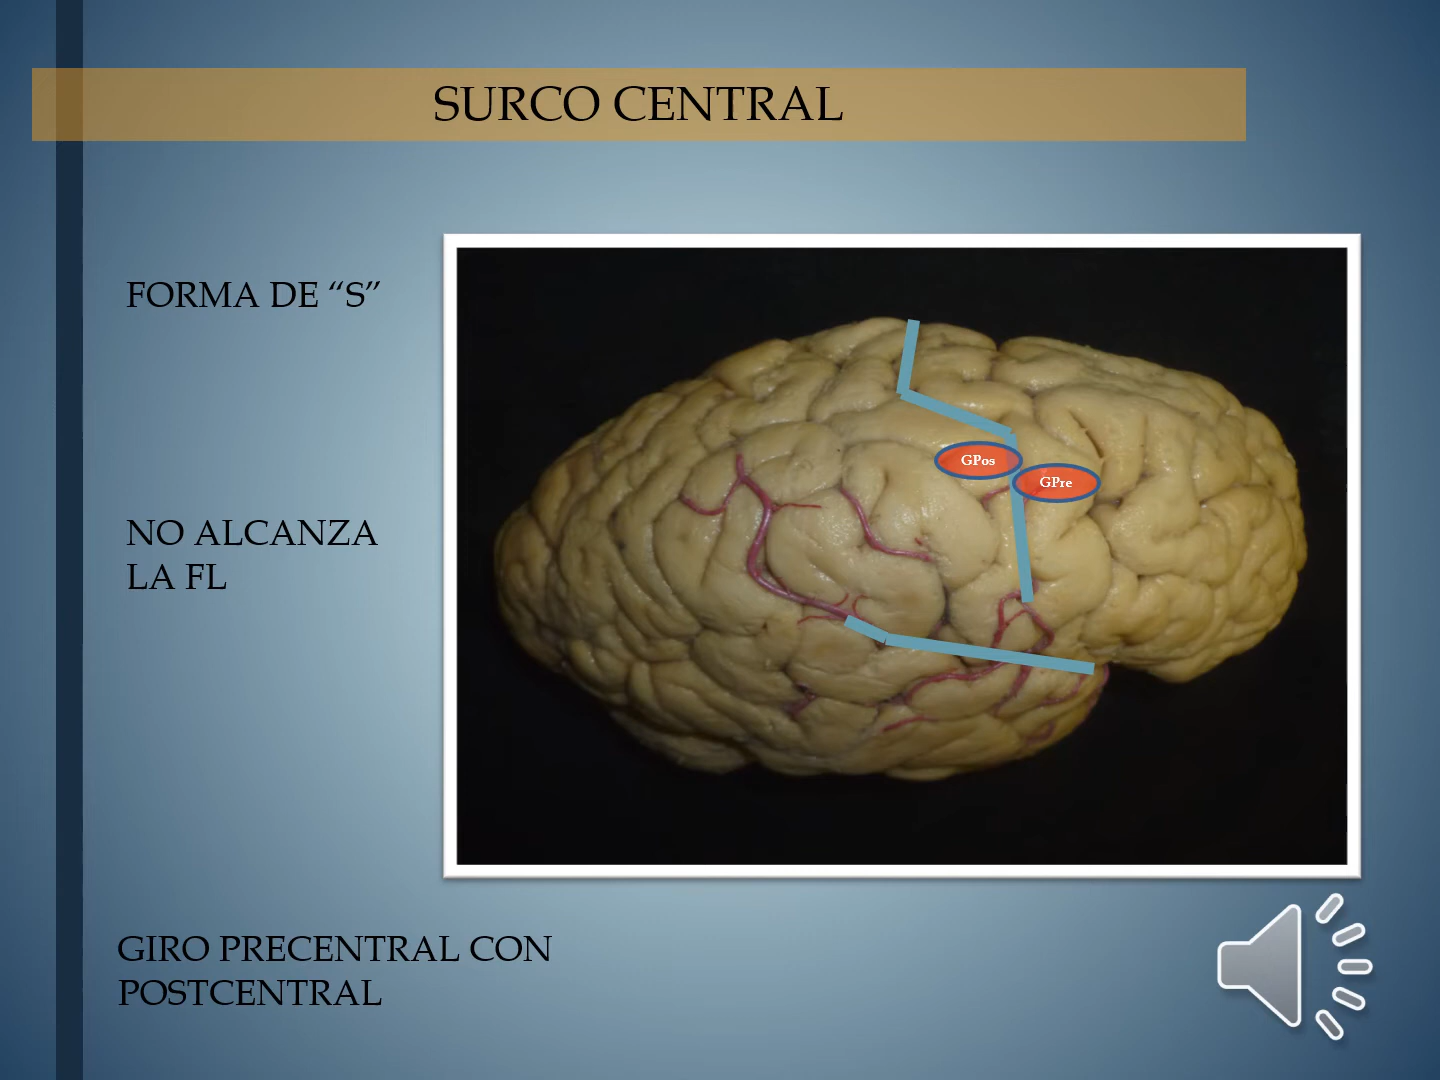 SURCO CENTRAL
FORMA DE “S”
GPos
GPre
NO ALCANZA
LA FL
GIRO PRECENTRAL CON
POSTCENTRAL